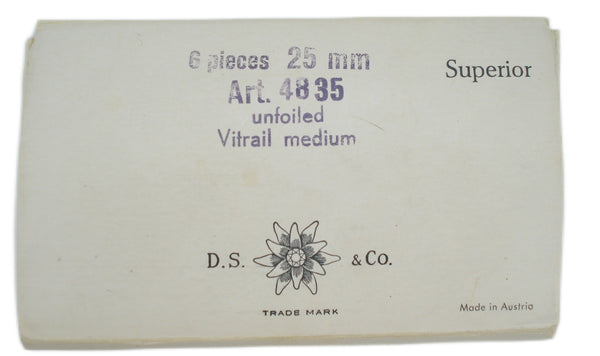 6 pieces 25 mm
Superior
Art. 4835
unfoiled
Vitrail medium
D.S. & Co.
TRADE MARK
Made in Austria